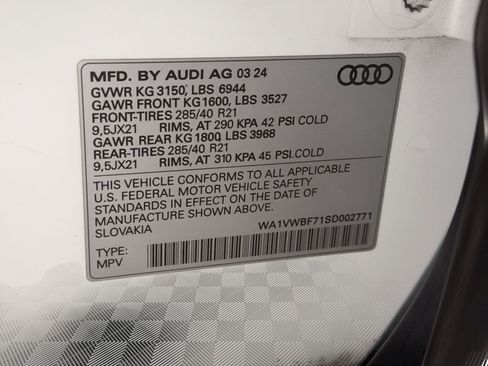 MFD. BY AUDI AG 03 24
GVWR KG 3150, LBS 6944
GAWR FRONT KG1600, LBS 3527
FRONT-TIRES 285/40 R21
9,5JX21 RIMS, AT 290 KPA 42 PSI COLD
GAWR REAR KG 1800, LBS 3968
REAR-TIRES 285/40 R21
9,5JX21 RIMS, AT 310 KPA 45 PSI.COLD
THIS VEHICLE CONFORMS TO ALL APPLICABLE
U.S. FEDERAL MOTOR VEHICLE SAFETY
STANDARDS IN EFFECT ON THE DATE OF
MANUFACTURE SHOWN ABOVE.
SLOVAKIA
WA1VWBF71SD002771
TYPE:
MPV